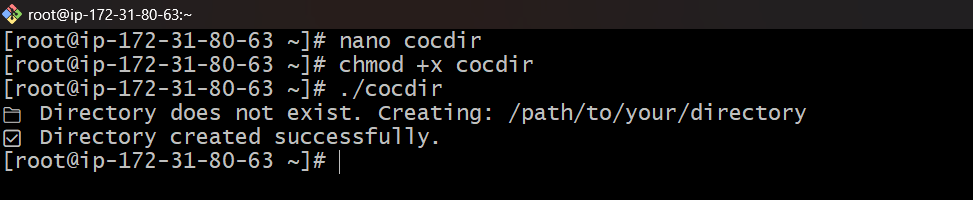 root@ip-172-31-80-63:~
[root@ip-172-31-80-63 ~]# nano cocdir
[root@ip-172-31-80-63 ~]# chmod +x cocdir
[root@ip-172-31-80-63 ~]# ./cocdir
Directory does not exist. Creating: /path/to/your/directory
Directory created successfully.
[root@ip-172-31-80-63 ~]#